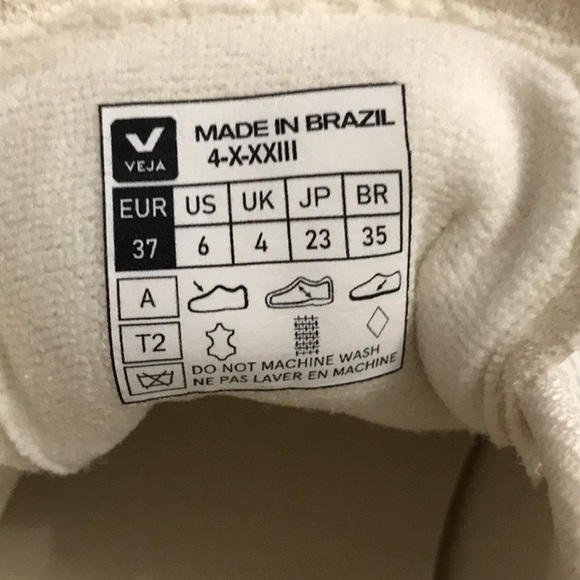 VEJA
MADE IN BRAZIL
4-X-XXIII
EUR US UK JP BR
37 6 4 23 35
A
T2
DO NOT MACHINE WASH
NE PAS LAVER EN MACHINE